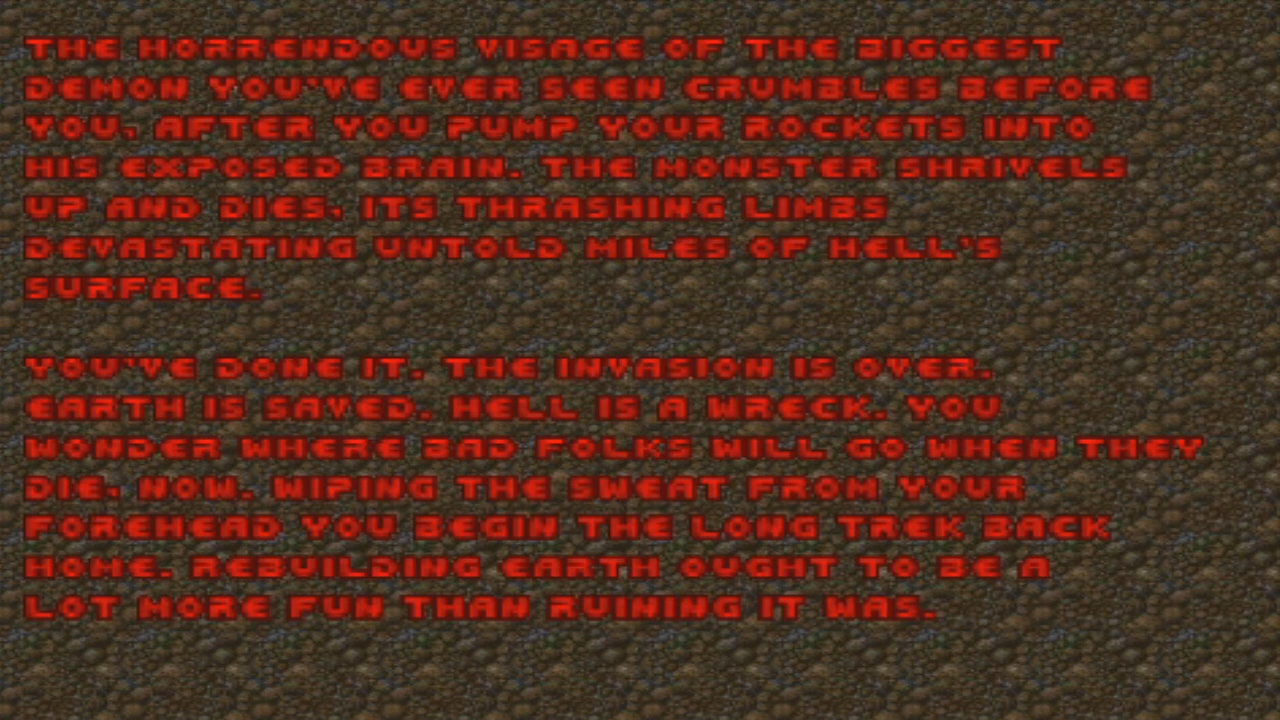 THE HORRENDOUS VISAGE OF THE BIGGEST
DEMON YOU'VE EVER SEEN CRUMBLES BEFORE
YOU, AFTER YOU PUMP YOUR ROCKETS INTO
HIS EXPOSED BRAIN. THE MONSTER SHRIVELS
UP AND DIES, ITS THRASHING LIMBS
DEVASTATING UNTOLD MILES OF HELL'S
SURFACE.

YOU'VE DONE IT. THE INVASION IS OVER.
EARTH IS SAVED. HELL IS A WRECK. YOU
WONDER WHERE BAD FOLKS WILL GO WHEN THEY
DIE, NOW. WIPING THE SWEAT FROM YOUR
FOREHEAD YOU BEGIN THE LONG TREK BACK
HOME. REBUILDING EARTH OUGHT TO BE A
LOT MORE FUN THAN RUINING IT WAS.